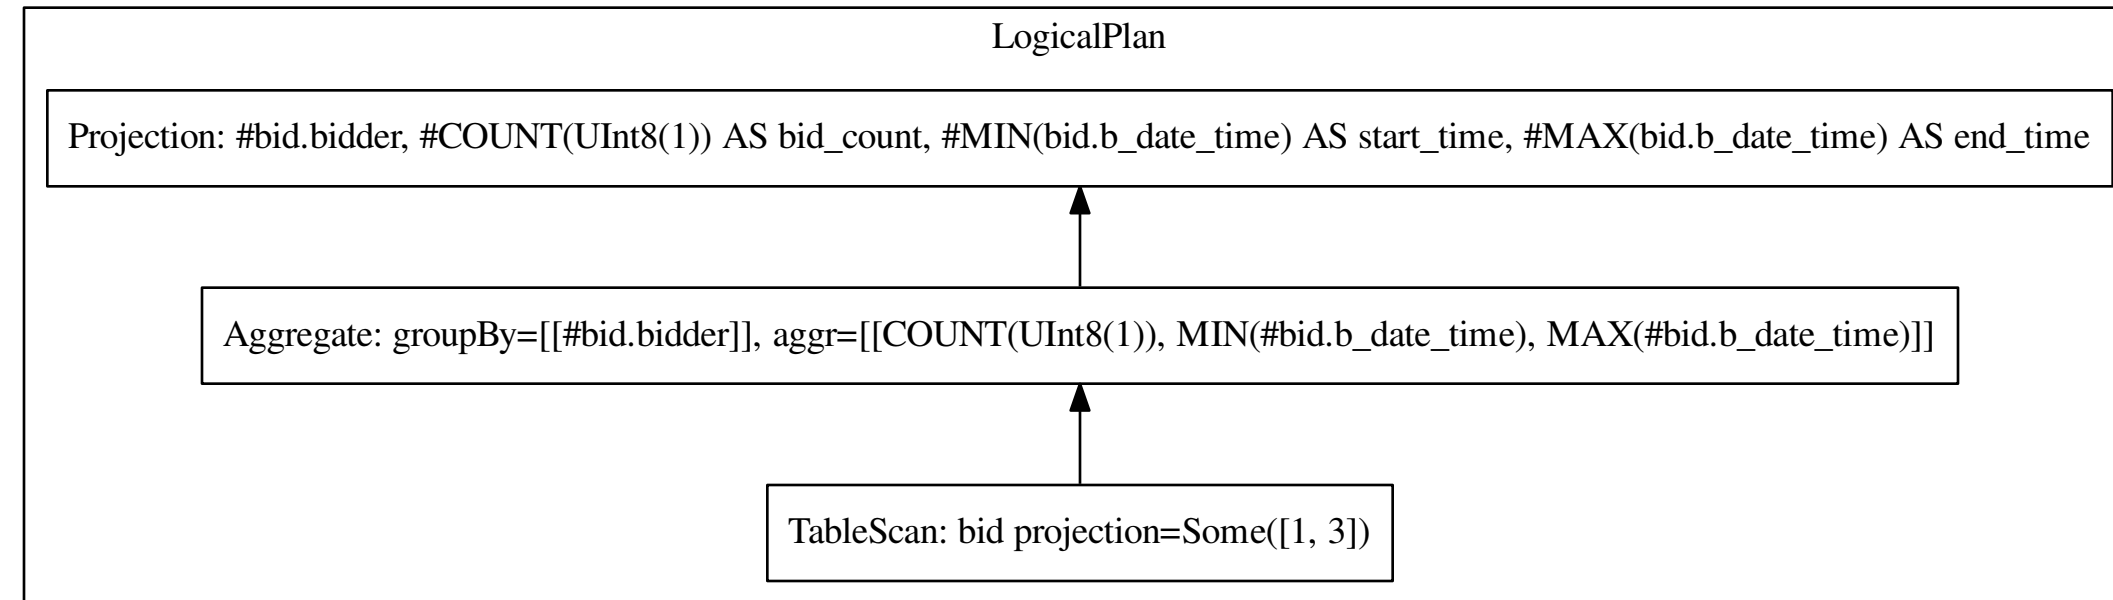 LogicalPlan
Projection: #bid.bidder, #COUNT(UInt8(1)) AS bid_count, #MIN(bid.b_date_time) AS start_time, #MAX(bid.b_date_time) AS end_time
Aggregate: groupBy=[[#bid.bidder]], aggr=[[COUNT(UInt8(1)), MIN(#bid.b_date_time), MAX(#bid.b_date_time)]]
TableScan: bid projection=Some([1, 3])